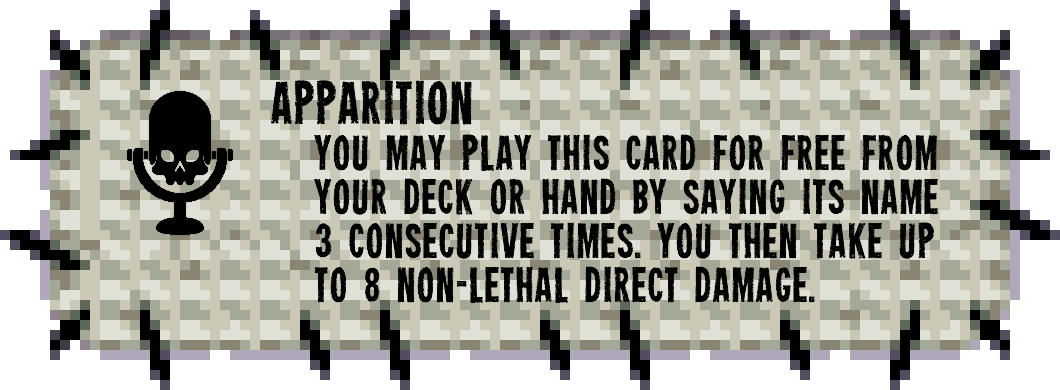 APPARITION
YOU MAY PLAY THIS CARD FOR FREE FROM
YOUR DECK OR HAND BY SAYING ITS NAME
3 CONSECUTIVE TIMES. YOU THEN TAKE UP
TO 8 NON-LETHAL DIRECT DAMAGE.